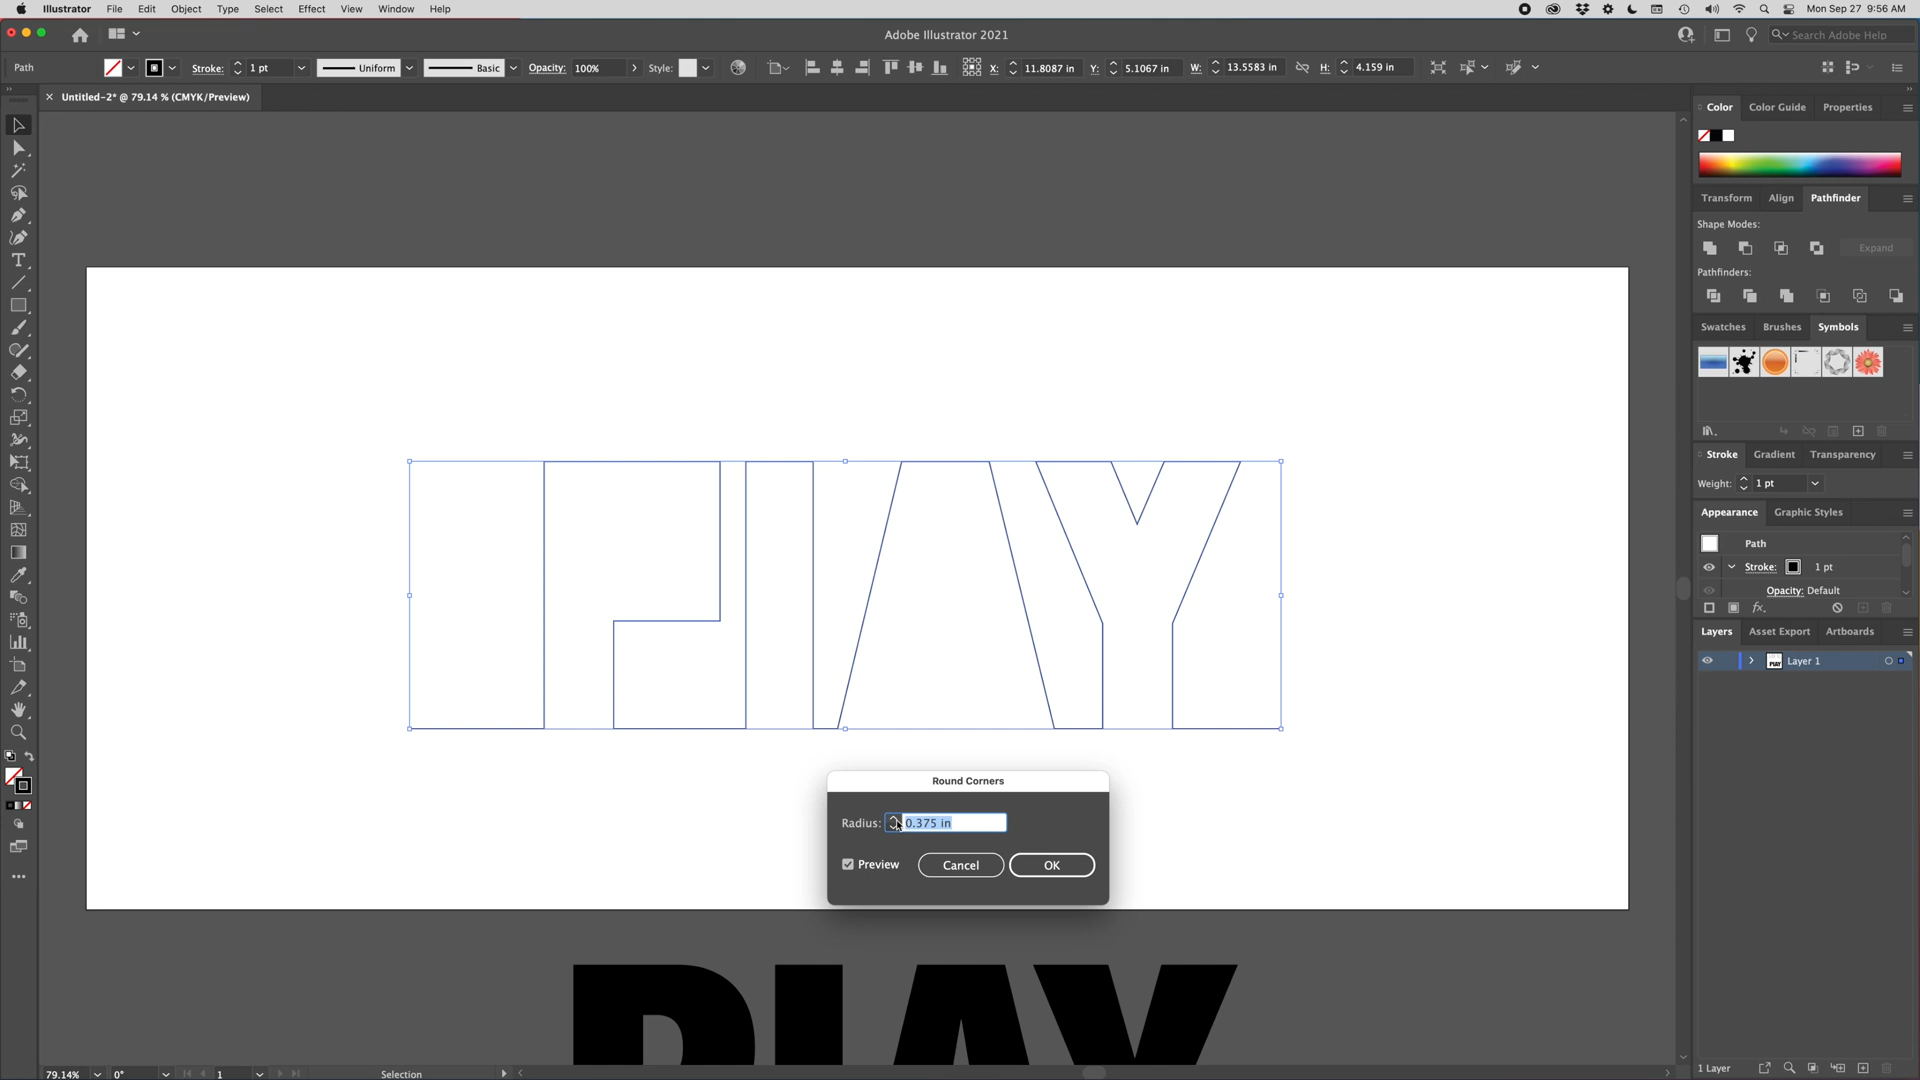 Illustrator File Edit Object Type Select Effect View Window Help Mon Sep 27 9:56 AM
Adobe Illustrator 2021 Search Adobe Help
Path Stroke: 1 pt Uniform Basic Opacity: 100% Style: X: 11.8087 in Y: 5.1067 in W: 13.5583 in H: 4.159 in
× Untitled-2* @ 79.14 % (CMYK/Preview)
Color Color Guide Properties
Transform Align Pathfinder
Shape Modes:
Expand
Pathfinders:
Swatches Brushes Symbols
Stroke Gradient Transparency
Weight: 1 pt
Appearance Graphic Styles
Path
Stroke: 1 pt
Opacity: Default
Layers Asset Export Artboards
PLAY Layer 1
PLAY
Round Corners
Radius: 0.375 in
Preview Cancel OK
PLAY
79.14% 0° 1 Selection
1 Layer